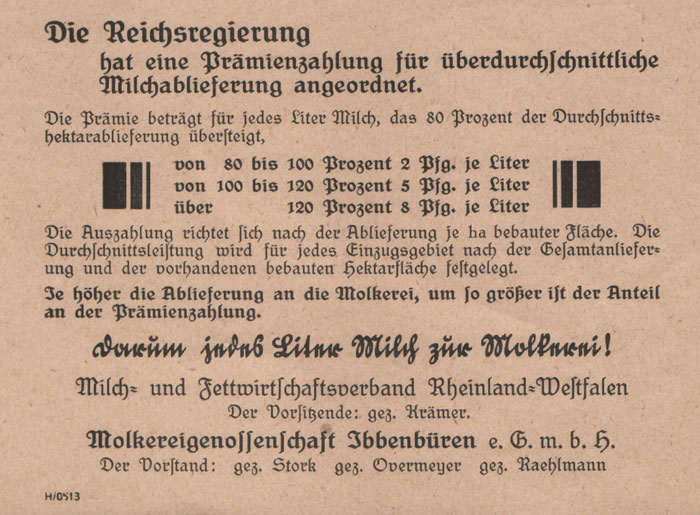 Die Reichsregierung
hat eine Prämienzahlung für überdurchschnittliche
Milchablieferung angeordnet.
Die Prämie beträgt für jedes Liter Milch, das 80 Prozent der Durchschnitts=
hektarablieferung übersteigt,
von 80 bis 100 Prozent 2 Pfg. je Liter
von 100 bis 120 Prozent 5 Pfg. je Liter
über 120 Prozent 8 Pfg. je Liter
Die Auszahlung richtet sich nach der Ablieferung je ha bebauter Fläche. Die
Durchschnittsleistung wird für jedes Einzugsgebiet nach der Gesamtanliefer=
ung und der vorhandenen bebauten Hektarfläche festgelegt.
Je höher die Ablieferung an die Molkerei, um so größer ist der Anteil
an der Prämienzahlung.
Darum jedes Liter Milch zur Molkerei!
Milch= und Fettwirtschaftsverband Rheinland=Westfalen
Der Vorsitzende: gez. Krämer.
Molkereigenossenschaft Ibbenbüren e. G. m. b. H.
Der Vorstand: gez. Stork gez. Overmeyer gez. Raehlmann
H/0513